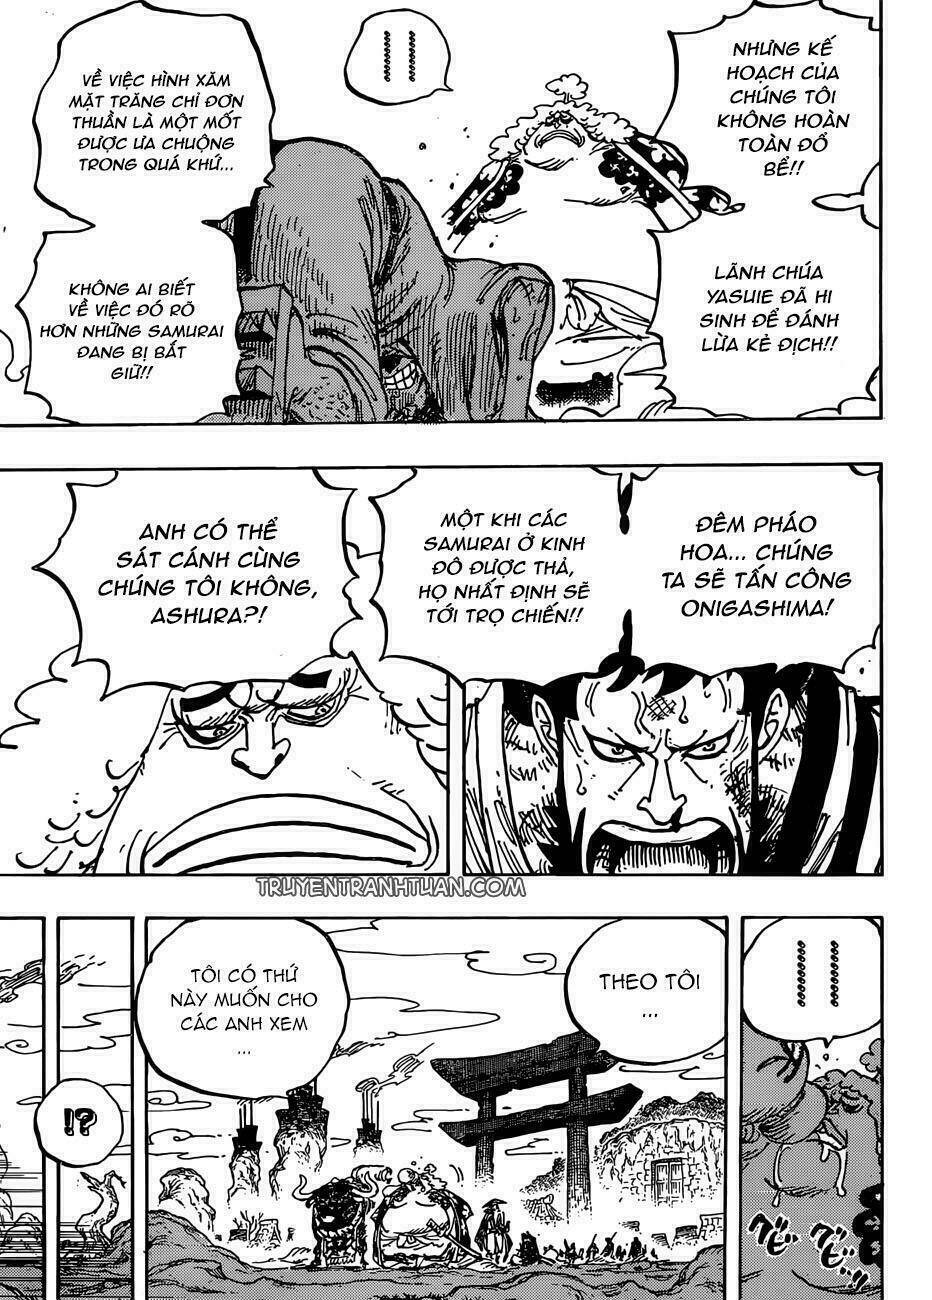 NHƯNG KẾ
HOẠCH CỦA
CHÚNG TÔI
KHÔNG HOÀN
TOÀN ĐỔ
BỂ!!
LÃNH CHÚA
YASUIE ĐÃ HI
SINH ĐỂ ĐÁNH
LỪA KẺ ĐỊCH!!
VỀ VIỆC HÌNH XĂM
MẶT TRĂNG CHỈ ĐƠN
THUẦN LÀ MỘT MỐT
ĐƯỢC ƯA CHUỘNG
TRONG QUÁ KHỨ...
KHÔNG AI BIẾT
VỀ VIỆC ĐÓ RÕ
HƠN NHỮNG SAMURAI
ĐANG BỊ BẮT
GIỮ!!
ĐÊM PHÁO
HOA... CHÚNG
TA SẼ TẤN CÔNG
ONIGASHIMA!
MỘT KHI CÁC
SAMURAI Ở KINH
ĐÔ ĐƯỢC THẢ,
HỌ NHẤT ĐỊNH SẼ
TỚI TRỌ CHIẾN!!
ANH CÓ THỂ
SÁT CÁNH CÙNG
CHÚNG TÔI KHÔNG,
ASHURA?!
TRUYENTRANHTUAN.COM
グビ
グビ!!
THEO TÔI
...
TÔI CÓ THỨ
NÀY MUỐN CHO
CÁC ANH XEM
...
!?